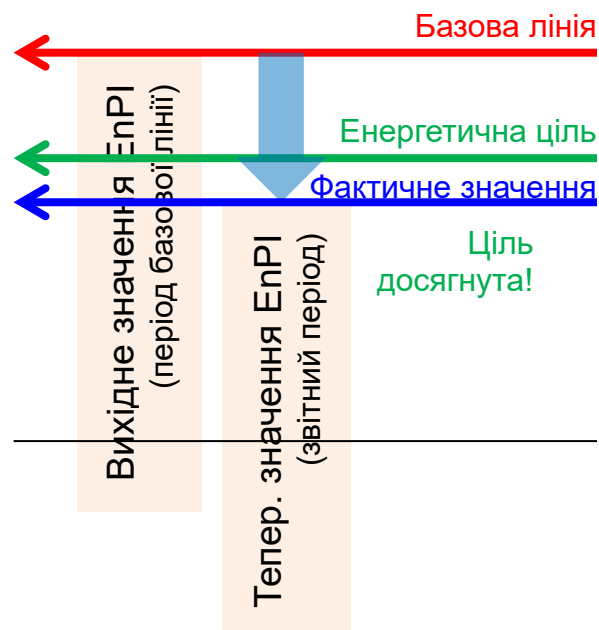 Базова лінія
Енергетична ціль
Фактичне значення
Ціль
досягнута!
Вихідне значення EnPI
(період базової лінії)
Тепер. значення EnPI
(звітний період)